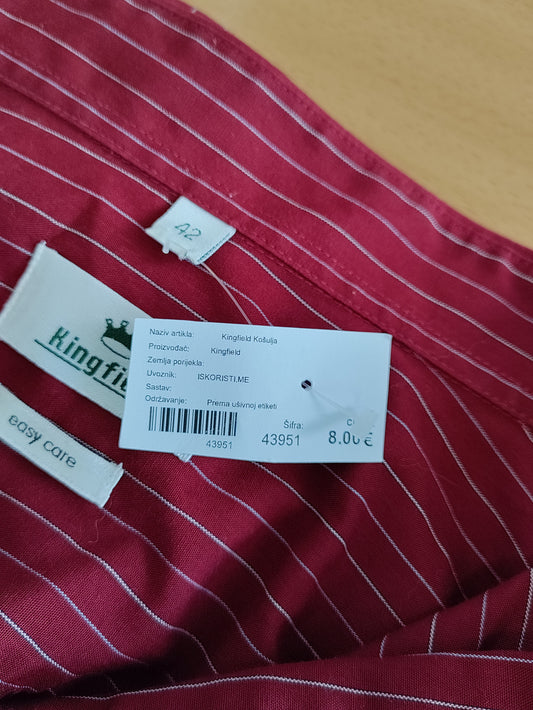 42
Kingfi
easy care
Naziv artikla: Kingfield Košulja
Proizvođač: Kingfield
Zemlja porijekla:
Uvoznik: ISKORISTI.ME
Sastav:
Održavanje: Prema ušivnoj etiketi
43951
Šifra:
43951
8.00€